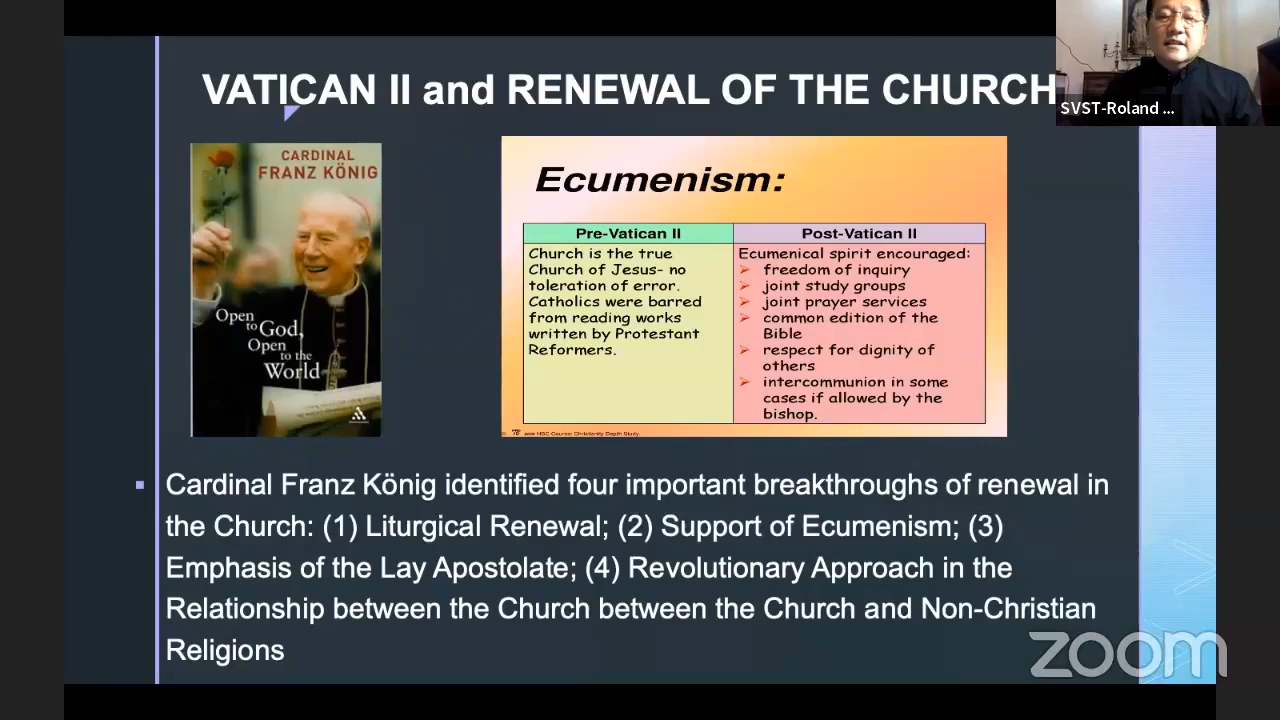 VATICAN II and RENEWAL OF THE CHURCH
SVST-Roland ...
CARDINAL
FRANZ KÖNIG
Open
to God,
Open
to the
World
Ecumenism:
Pre-Vatican II
Church is the true
Church of Jesus- no
toleration of error.
Catholics were barred
from reading works
written by Protestant
Reformers.
Post-Vatican II
Ecumenical spirit encouraged:
freedom of inquiry
joint study groups
joint prayer services
common edition of the
Bible
respect for dignity of
others
intercommunion in some
cases if allowed by the
bishop.
HSC Course: Christianity Depth Study.
▪ Cardinal Franz König identified four important breakthroughs of renewal in
the Church: (1) Liturgical Renewal; (2) Support of Ecumenism; (3)
Emphasis of the Lay Apostolate; (4) Revolutionary Approach in the
Relationship between the Church between the Church and Non-Christian
Religions
zoom